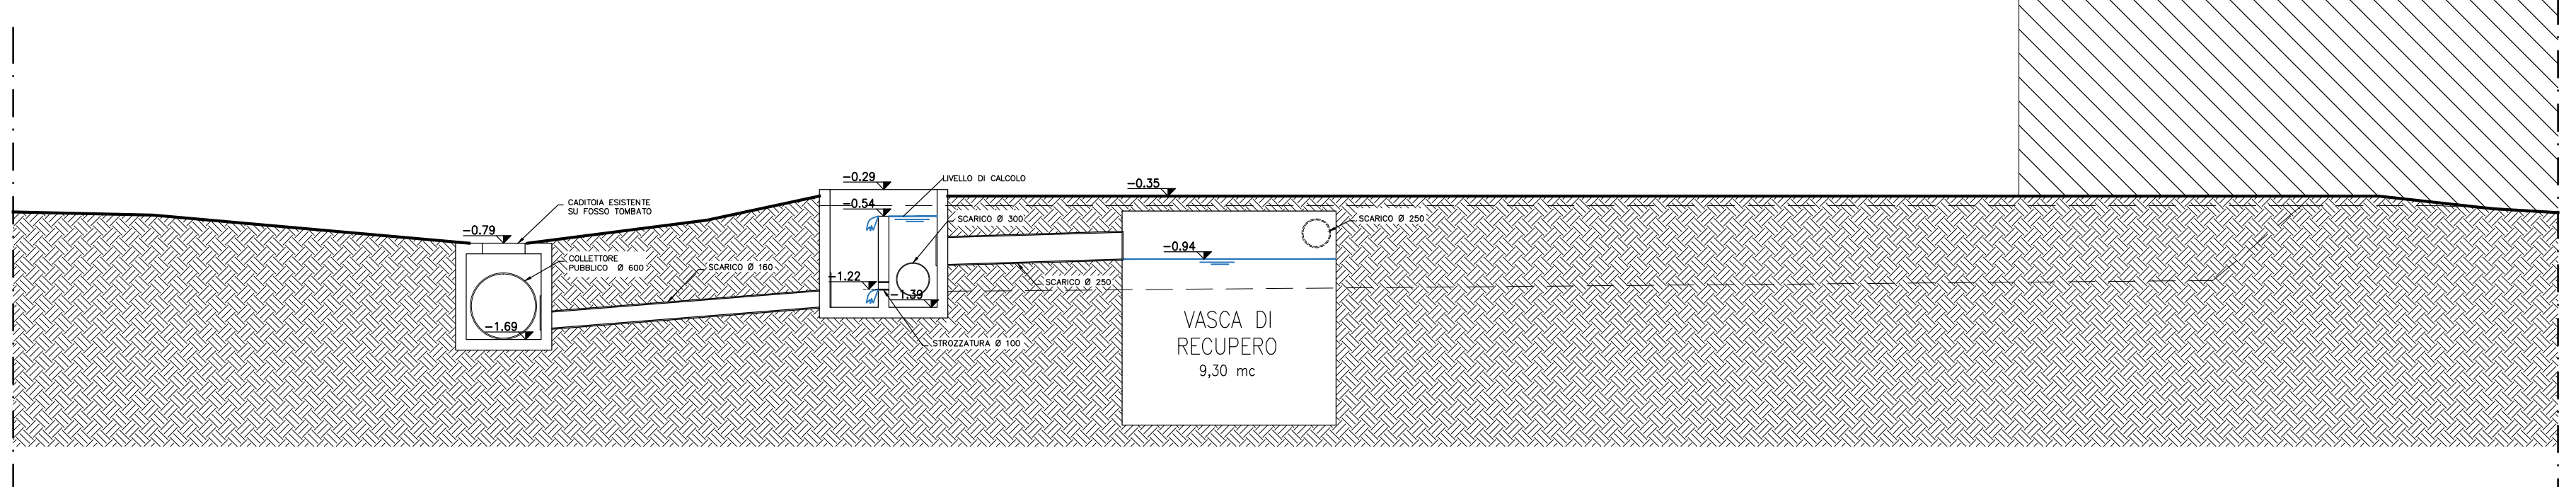 -0.79
CADITOIA ESISTENTE
SU FOSSO TOMBATO
COLLETTORE
PUBBLICO Ø 600
-1.69
SCARICO Ø 160
-0.29
LIVELLO DI CALCOLO
-0.54
SCARICO Ø 300
-1.22
-1.39
STROZZATURA Ø 100
SCARICO Ø 250
-0.35
-0.94
SCARICO Ø 250
VASCA DI
RECUPERO
9,30 mc